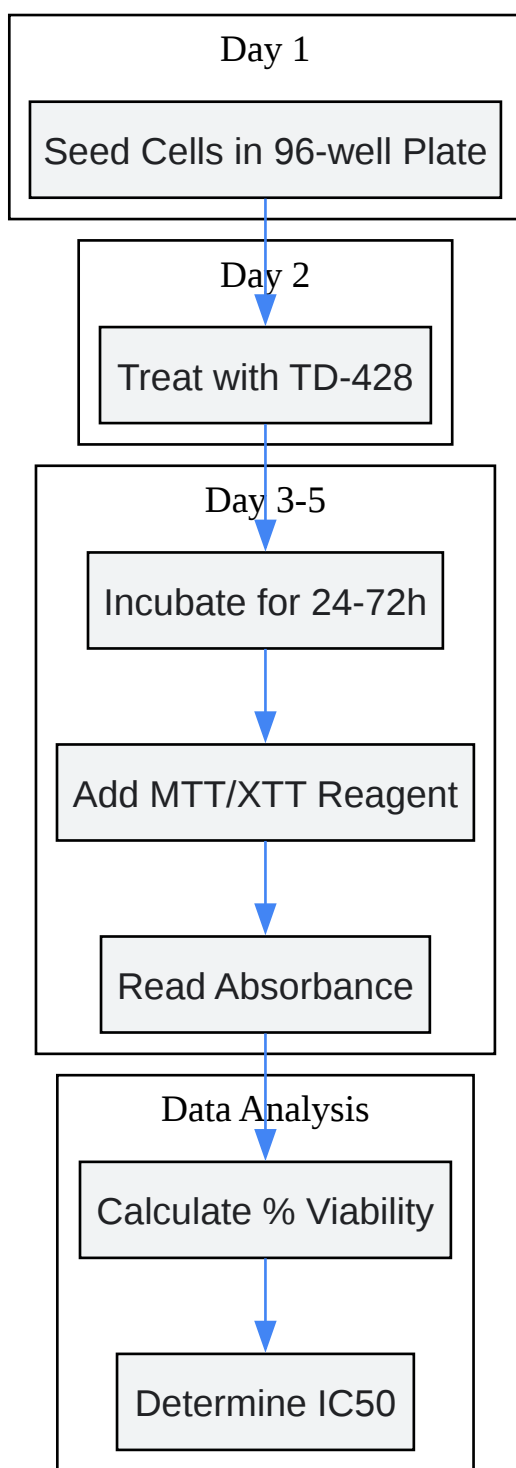 Day 1
Seed Cells in 96-well Plate
Day 2
Treat with TD-428
Day 3-5
Incubate for 24-72h
Add MTT/XTT Reagent
Read Absorbance
Data Analysis
Calculate % Viability
Determine IC50